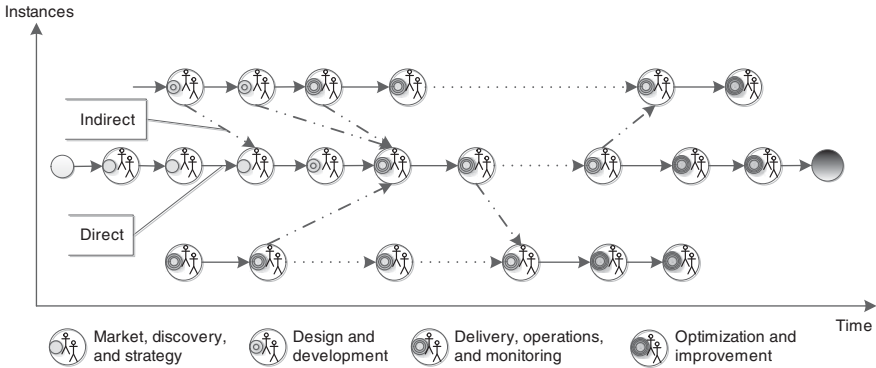 Instances
Indirect
Direct
Time
Market, discovery,
and strategy
Design and
development
Delivery, operations,
and monitoring
Optimization and
improvement